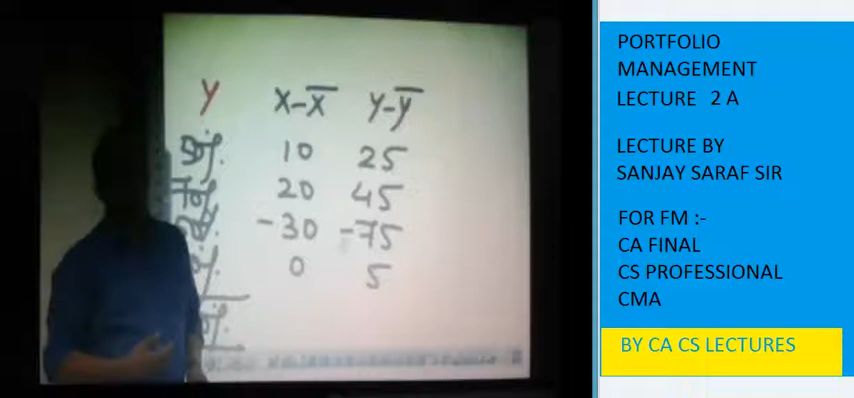 Y X-X̅ Y-Y̅
10 25
20 45
-30 -75
0 5
PORTFOLIO
MANAGEMENT
LECTURE 2 A
LECTURE BY
SANJAY SARAF SIR
FOR FM :-
CA FINAL
CS PROFESSIONAL
CMA
BY CA CS LECTURES